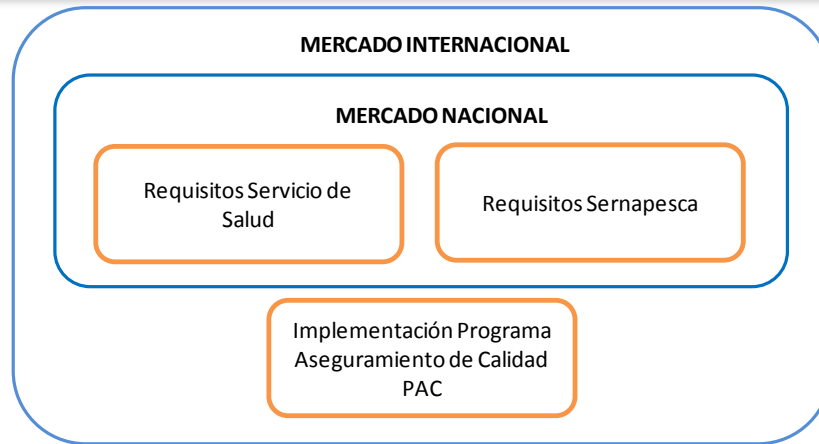 MERCADO INTERNACIONAL
MERCADO NACIONAL
Requisitos Servicio de
Salud
Requisitos Sernapesca
Implementación Programa
Aseguramiento de Calidad
PAC